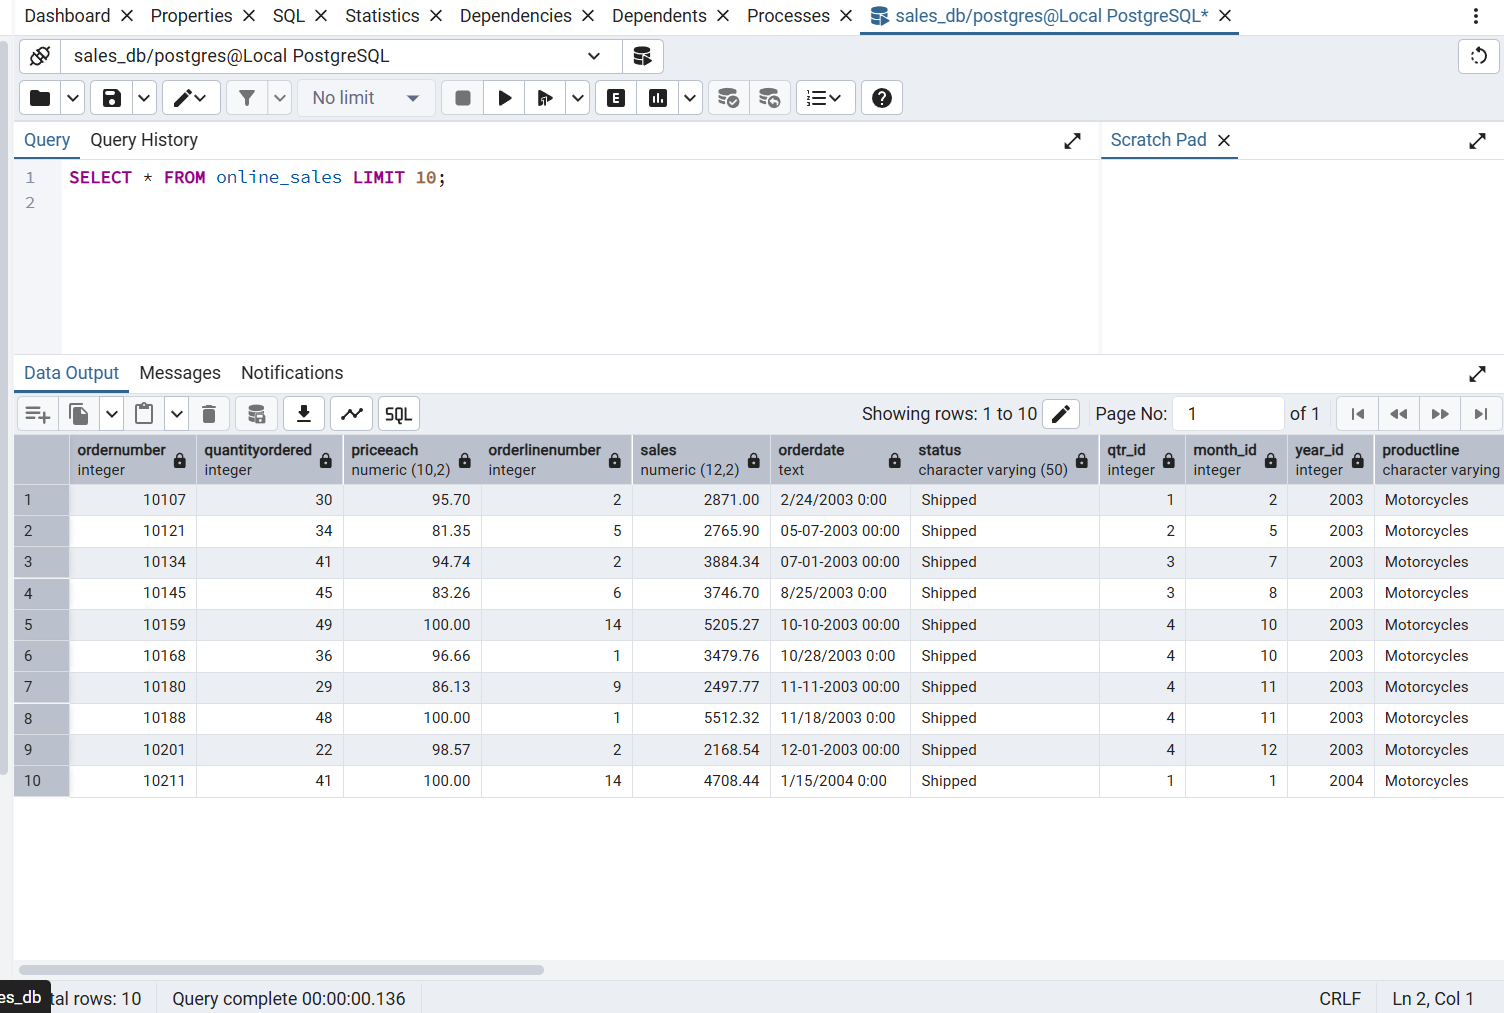 Dashboard Properties SQL Statistics Dependencies Dependents Processes sales_db/postgres@Local PostgreSQL*
sales_db/postgres@Local PostgreSQL
No limit E
Query Query History Scratch Pad
1 SELECT * FROM online_sales LIMIT 10;
2
Data Output Messages Notifications
SQL Showing rows: 1 to 10 Page No: 1 of 1
ordernumber quantityordered priceeach orderlinenumber sales orderdate status qtr_id month_id year_id productline
integer integer numeric (10,2) integer numeric (12,2) text character varying (50) integer integer integer character varying
1 10107 30 95.70 2 2871.00 2/24/2003 0:00 Shipped 1 2 2003 Motorcycles
2 10121 34 81.35 5 2765.90 05-07-2003 00:00 Shipped 2 5 2003 Motorcycles
3 10134 41 94.74 2 3884.34 07-01-2003 00:00 Shipped 3 7 2003 Motorcycles
4 10145 45 83.26 6 3746.70 8/25/2003 0:00 Shipped 3 8 2003 Motorcycles
5 10159 49 100.00 14 5205.27 10-10-2003 00:00 Shipped 4 10 2003 Motorcycles
6 10168 36 96.66 1 3479.76 10/28/2003 0:00 Shipped 4 10 2003 Motorcycles
7 10180 29 86.13 9 2497.77 11-11-2003 00:00 Shipped 4 11 2003 Motorcycles
8 10188 48 100.00 1 5512.32 11/18/2003 0:00 Shipped 4 11 2003 Motorcycles
9 10201 22 98.57 2 2168.54 12-01-2003 00:00 Shipped 4 12 2003 Motorcycles
10 10211 41 100.00 14 4708.44 1/15/2004 0:00 Shipped 1 1 2004 Motorcycles
es_db tal rows: 10 Query complete 00:00:00.136 CRLF Ln 2, Col 1